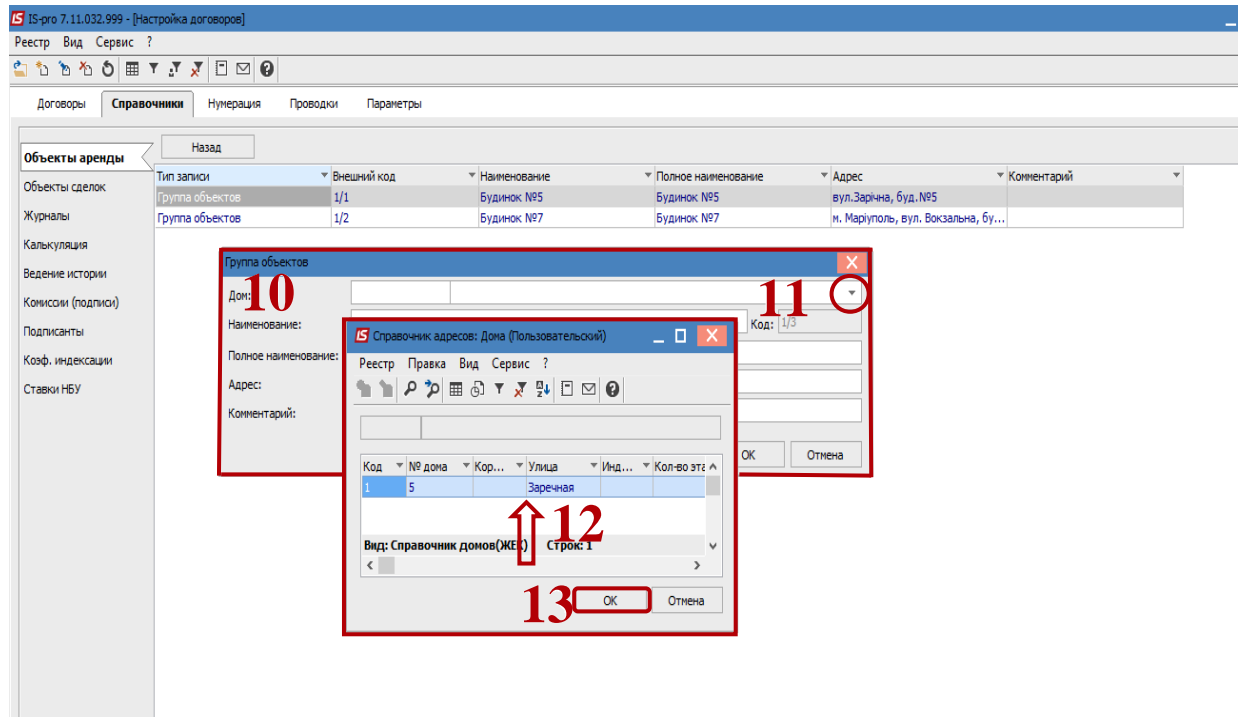 IS-pro 7.11.032.999 - [Настройка договоров]
Реестр Вид Сервис ?
Договоры Справочники Нумерация Проводки Параметры
Объекты аренды
Объекты сделок
Журналы
Калькуляция
Ведение истории
Комиссии (подписи)
Подписанты
Коэф. индексации
Ставки НБУ
Назад
Тип записи Внешний код Наименование Полное наименование Адрес Комментарий
Группа объектов 1/1 Будинок №5 Будинок №5 вул.Зарічна, буд.№5
Группа объектов 1/2 Будинок №7 Будинок №7 м. Маріуполь, вул. Вокзальна, бу...
Группа объектов
10
11
Дом:
Наименование: Код: 1/3
Полное наименование:
Адрес:
Комментарий:
ОК Отмена
Справочник адресов: Дома (Пользовательский)
Реестр Правка Вид Сервис ?
Код № дома Кор... Улица Инд... Кол-во эта
1 5 Заречная
12
Вид: Справочник домов(ЖЕК) Строк: 1
13
ОК Отмена